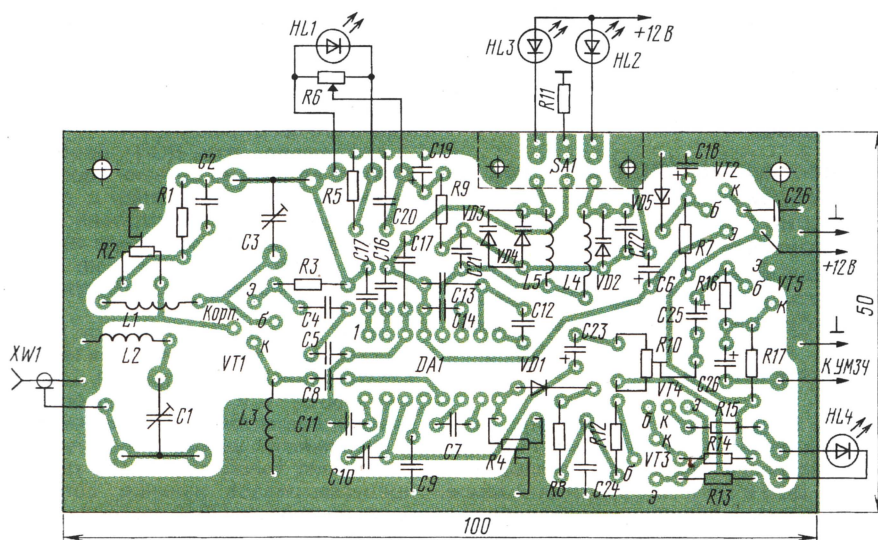 HL1
HL3
HL2
+12 В
R6
R11
C2
C19
C18
VT2
R1
R5
R9
SA1
к
C26
C20
VD3
VD5
б
R2
C3
C17
C16
C17
C21
VD4
C22
R7
э
+12 В
L5
L4
VD2
C6
э
VT5
R3
C13
R16
б
L1
Корп.
э
C4
C14
C12
C25
к
50
б
1
L2
C5
DA1
VD1
C23
R10
C26
R17
XW1
VT1
к
К УМЗЧ
C8
VT4
C1
L3
C11
э
R15
HL4
б
к
C7
R4
R12
к
R14
C10
C9
R8
C24
б
VT3
э
R13
100